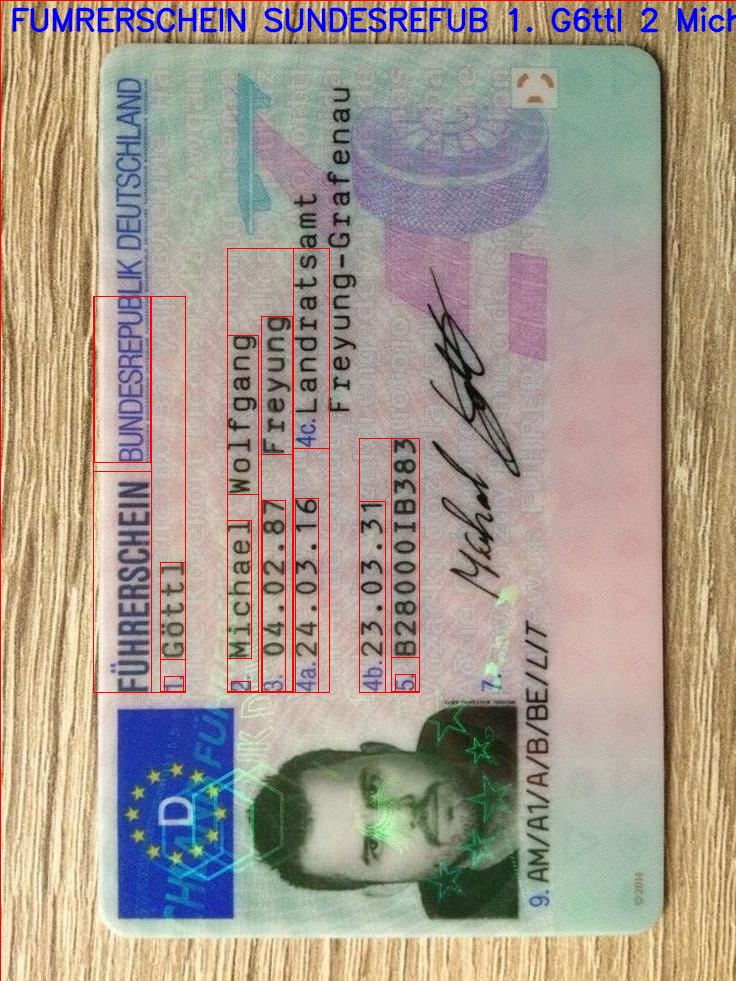 FUMRERSCHEIN SUNDESREFUB 1. G6ttl 2 Mich
FÜHRERSCHEIN BUNDESREPUBLIK DEUTSCHLAND
1. Göttl
2. Michael Wolfgang
3. 04.02.87 Freyung
4a. 24.03.16 4c. Landratsamt
Freyung-Grafenau
4b. 23.03.31
5. B28000IB383
7.
9. AM/A1/A/B/BE/L/T
D
© 2014